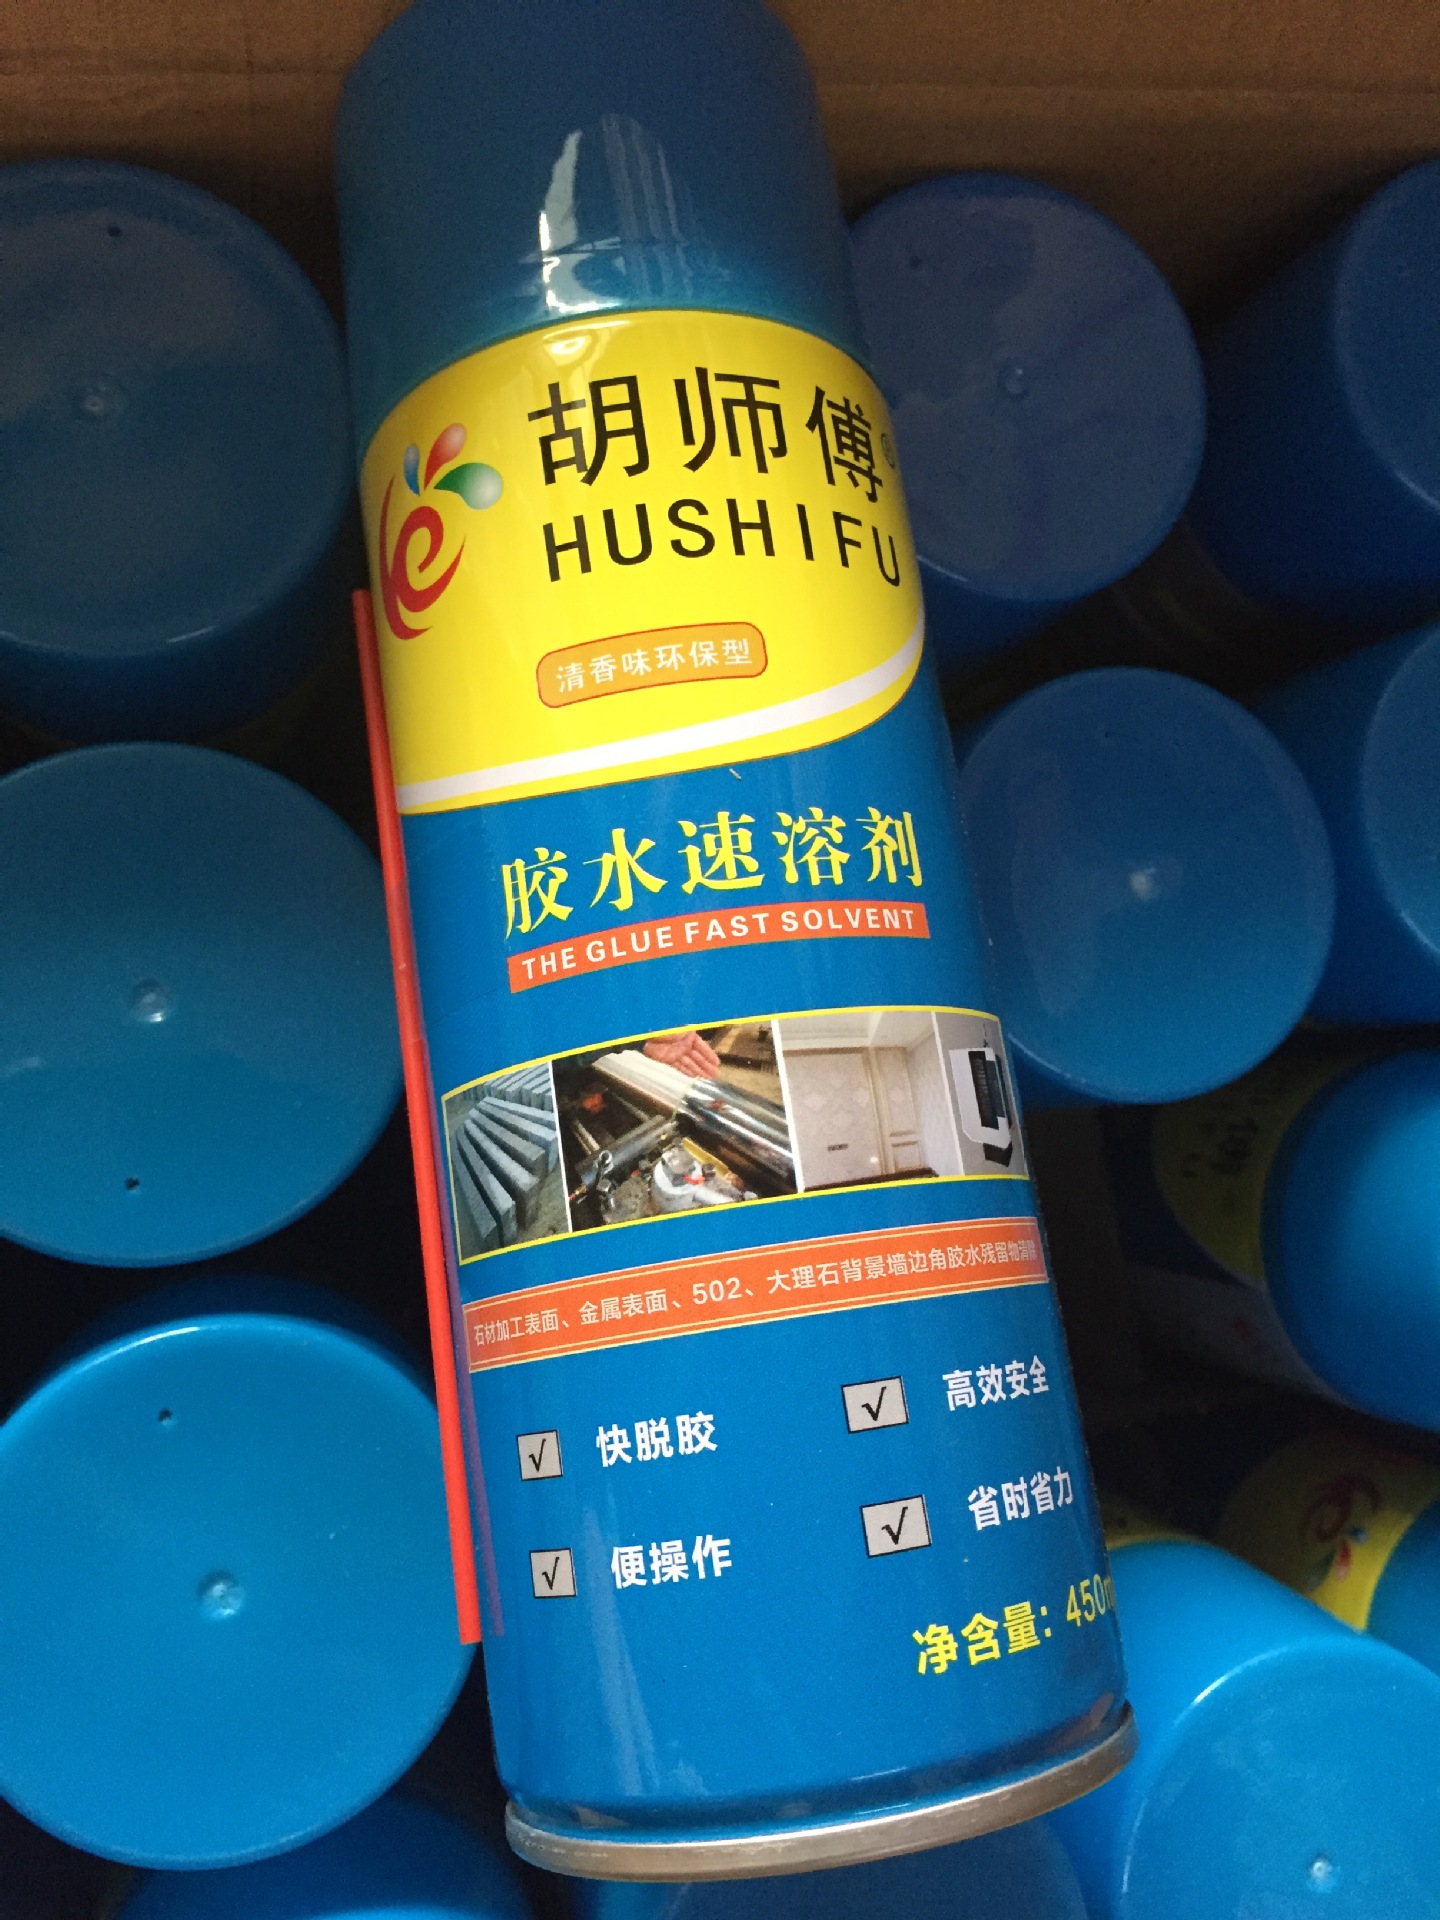 胡师傅®
HUSHIFU
清香味环保型
胶水速溶剂
THE GLUE FAST SOLVENT
石材加工表面、金属表面、502、大理石背景墙边角胶水残留物清除
√ 快脱胶
√ 高效安全
√ 便操作
√ 省时省力
净含量：450m